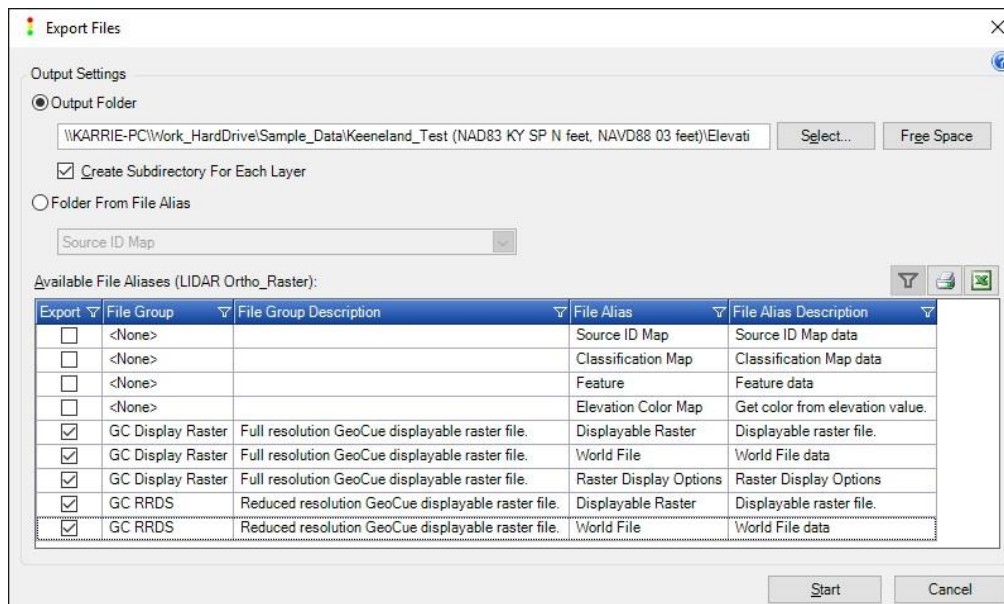 Export Files
Output Settings
Output Folder
\\KARRIE-PC\Work_HardDrive\Sample_Data\Keeneland_Test (NAD83 KY SP N feet, NAVD88 03 feet)\Elevati Select... Free Space
Create Subdirectory For Each Layer
Folder From File Alias
Source ID Map
Available File Aliases (LIDAR Ortho_Raster):
Export File Group File Group Description File Alias File Alias Description
<None> Source ID Map Source ID Map data
<None> Classification Map Classification Map data
<None> Feature Feature data
<None> Elevation Color Map Get color from elevation value.
GC Display Raster Full resolution GeoCue displayable raster file. Displayable Raster Displayable raster file.
GC Display Raster Full resolution GeoCue displayable raster file. World File World File data
GC Display Raster Full resolution GeoCue displayable raster file. Raster Display Options Raster Display Options
GC RRDS Reduced resolution GeoCue displayable raster file. Displayable Raster Displayable raster file.
GC RRDS Reduced resolution GeoCue displayable raster file. World File World File data
Start Cancel